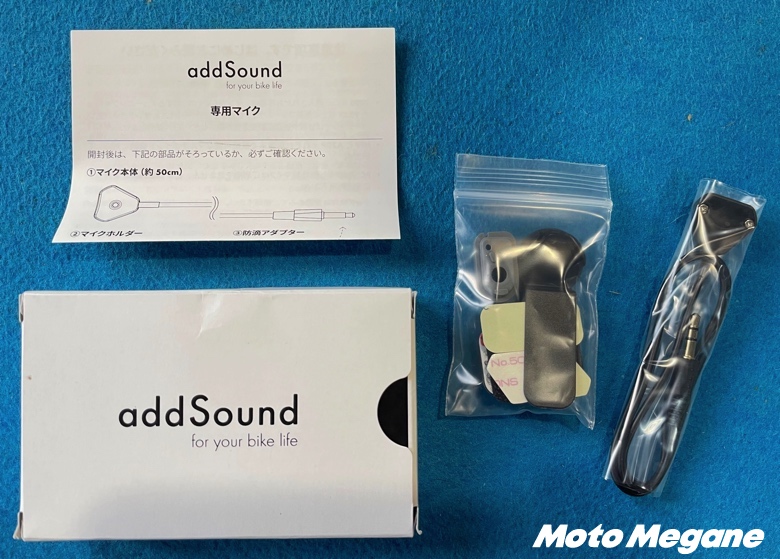 addSound
for your bike life
専用マイク
開封後は、下記の部品がそろっているか、必ずご確認ください。
①マイク本体（約 50cm）
②マイクホルダー
③防滴アダプター
addSound
for your bike life
No.50
Moto Megane